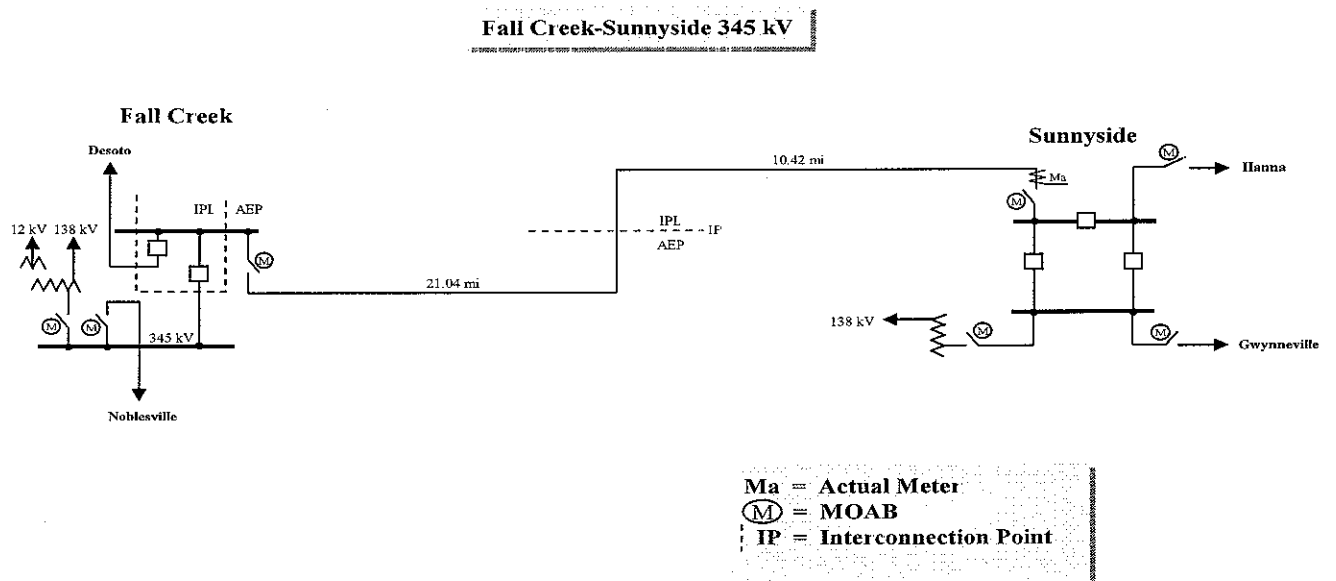 Fall Creek-Sunnyside 345 kV
Fall Creek
Desoto
IPL AEP
12 kV 138 kV
M
M
M
345 kV
Noblesville
21.04 mi
10.42 mi
IPL
IP
AEP
Sunnyside
Ma
M
M
Hanna
138 kV
M
M
Gwynneville
Ma = Actual Meter
M = MOAB
IP = Interconnection Point